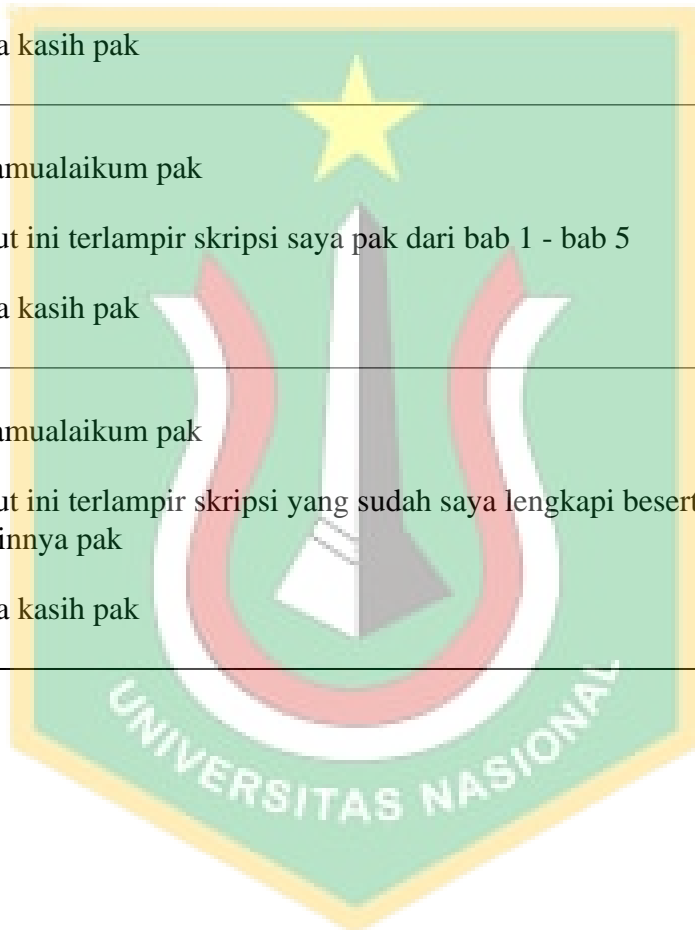 a kasih pak
amualaikum pak
ut ini terlampir skripsi saya pak dari bab 1 - bab 5
a kasih pak
amualaikum pak
ut ini terlampir skripsi yang sudah saya lengkapi besert
innya pak
a kasih pak
UNIVERSITAS NASIONAL